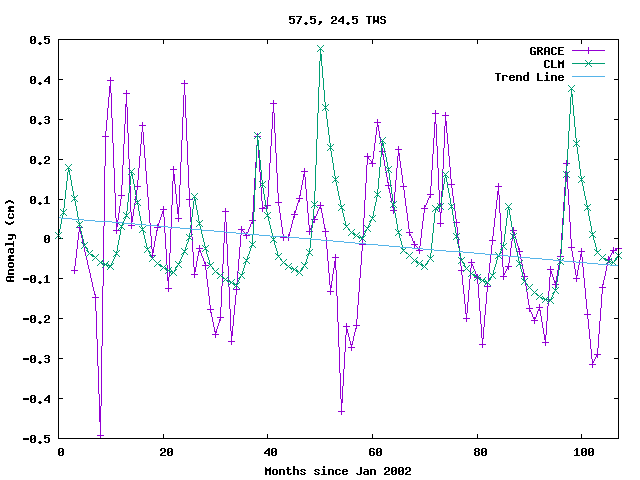 57.5, 24.5 TWS
GRACE
CLM
Trend Line
0.5
0.4
0.3
0.2
0.1
0
-0.1
-0.2
-0.3
-0.4
-0.5
Anomaly (cm)
0 20 40 60 80 100
Months since Jan 2002